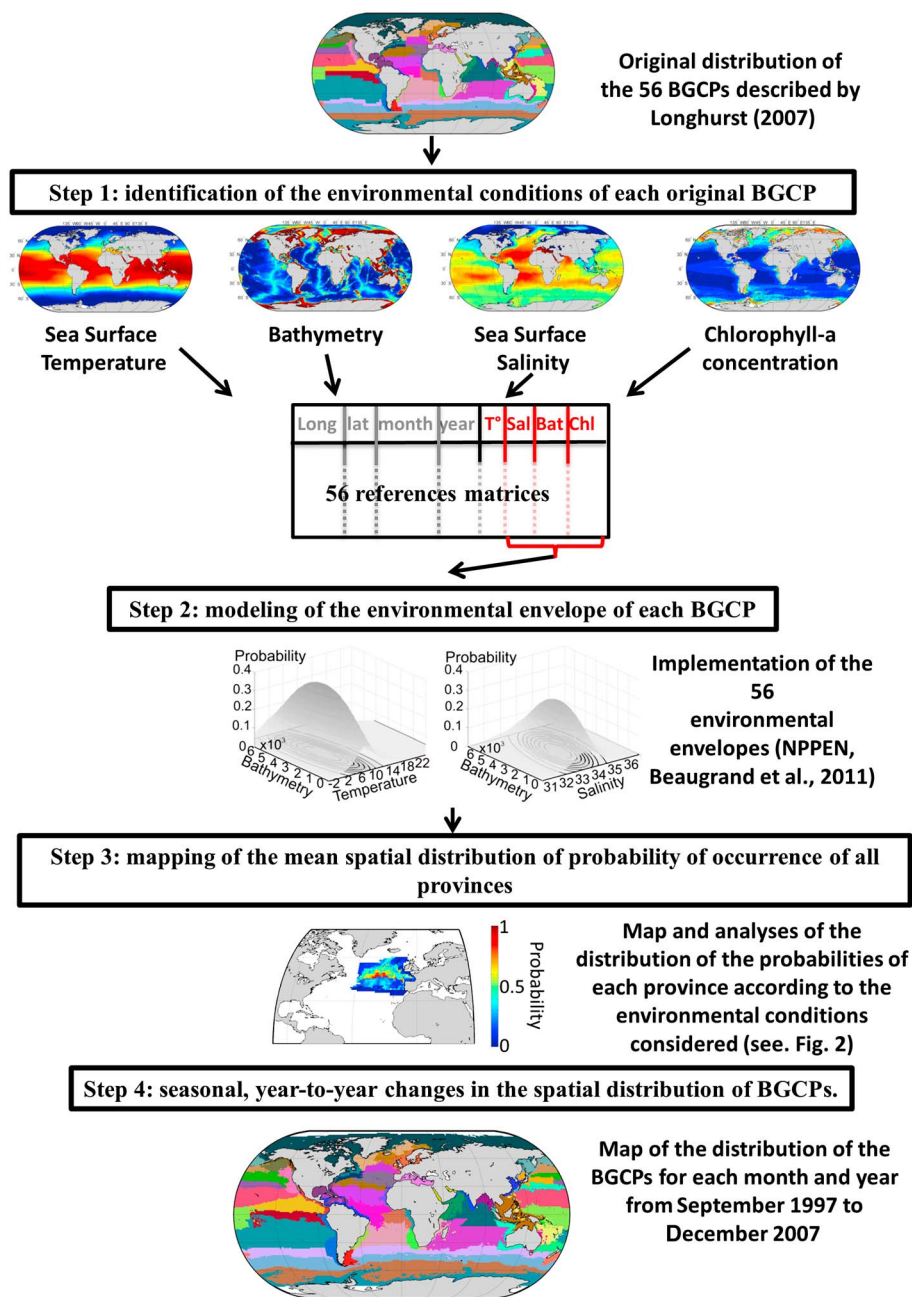 Original distribution of
the 56 BGCPs described by
Longhurst (2007)
Step 1: identification of the environmental conditions of each original BGCP
Sea Surface
Temperature
Bathymetry
Sea Surface
Salinity
Chlorophyll-a
concentration
Long lat month year T° Sal Bat Chl
56 references matrices
Step 2: modeling of the environmental envelope of each BGCP
Probability
0.4
0.3
0.2
0.1
0
6 5 4 3 2 1 0
x10³
Bathymetry
-2 2 6 10 14 18 22
Temperature
Probability
0.4
0.3
0.2
0.1
0
6 5 4 3 2 1 0
x10³
Bathymetry
31 32 33 34 35 36
Salinity
Implementation of the
56
environmental
envelopes (NPPEN,
Beaugrand et al., 2011)
Step 3: mapping of the mean spatial distribution of probability of occurrence of all
provinces
1
0.5
0
Probability
Map and analyses of the
distribution of the probabilities of
each province according to the
environmental conditions
considered (see. Fig. 2)
Step 4: seasonal, year-to-year changes in the spatial distribution of BGCPs.
Map of the distribution of the
BGCPs for each month and year
from September 1997 to
December 2007